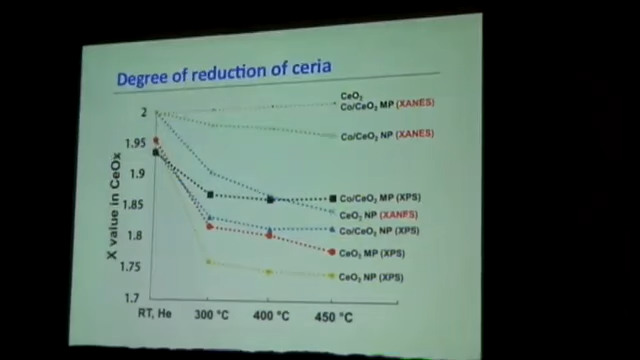 Degree of reduction of ceria
CeO₂
Co/CeO₂ MP (XANES)
2
Co/CeO₂ NP (XANES)
1.95
1.9
Co/CeO₂ MP (XPS)
1.85
CeO₂ NP (XANES)
Co/CeO₂ NP (XPS)
1.8
CeO₂ MP (XPS)
1.75
CeO₂ NP (XPS)
1.7
X value in CeOx
RT, He 300 °C 400 °C 450 °C